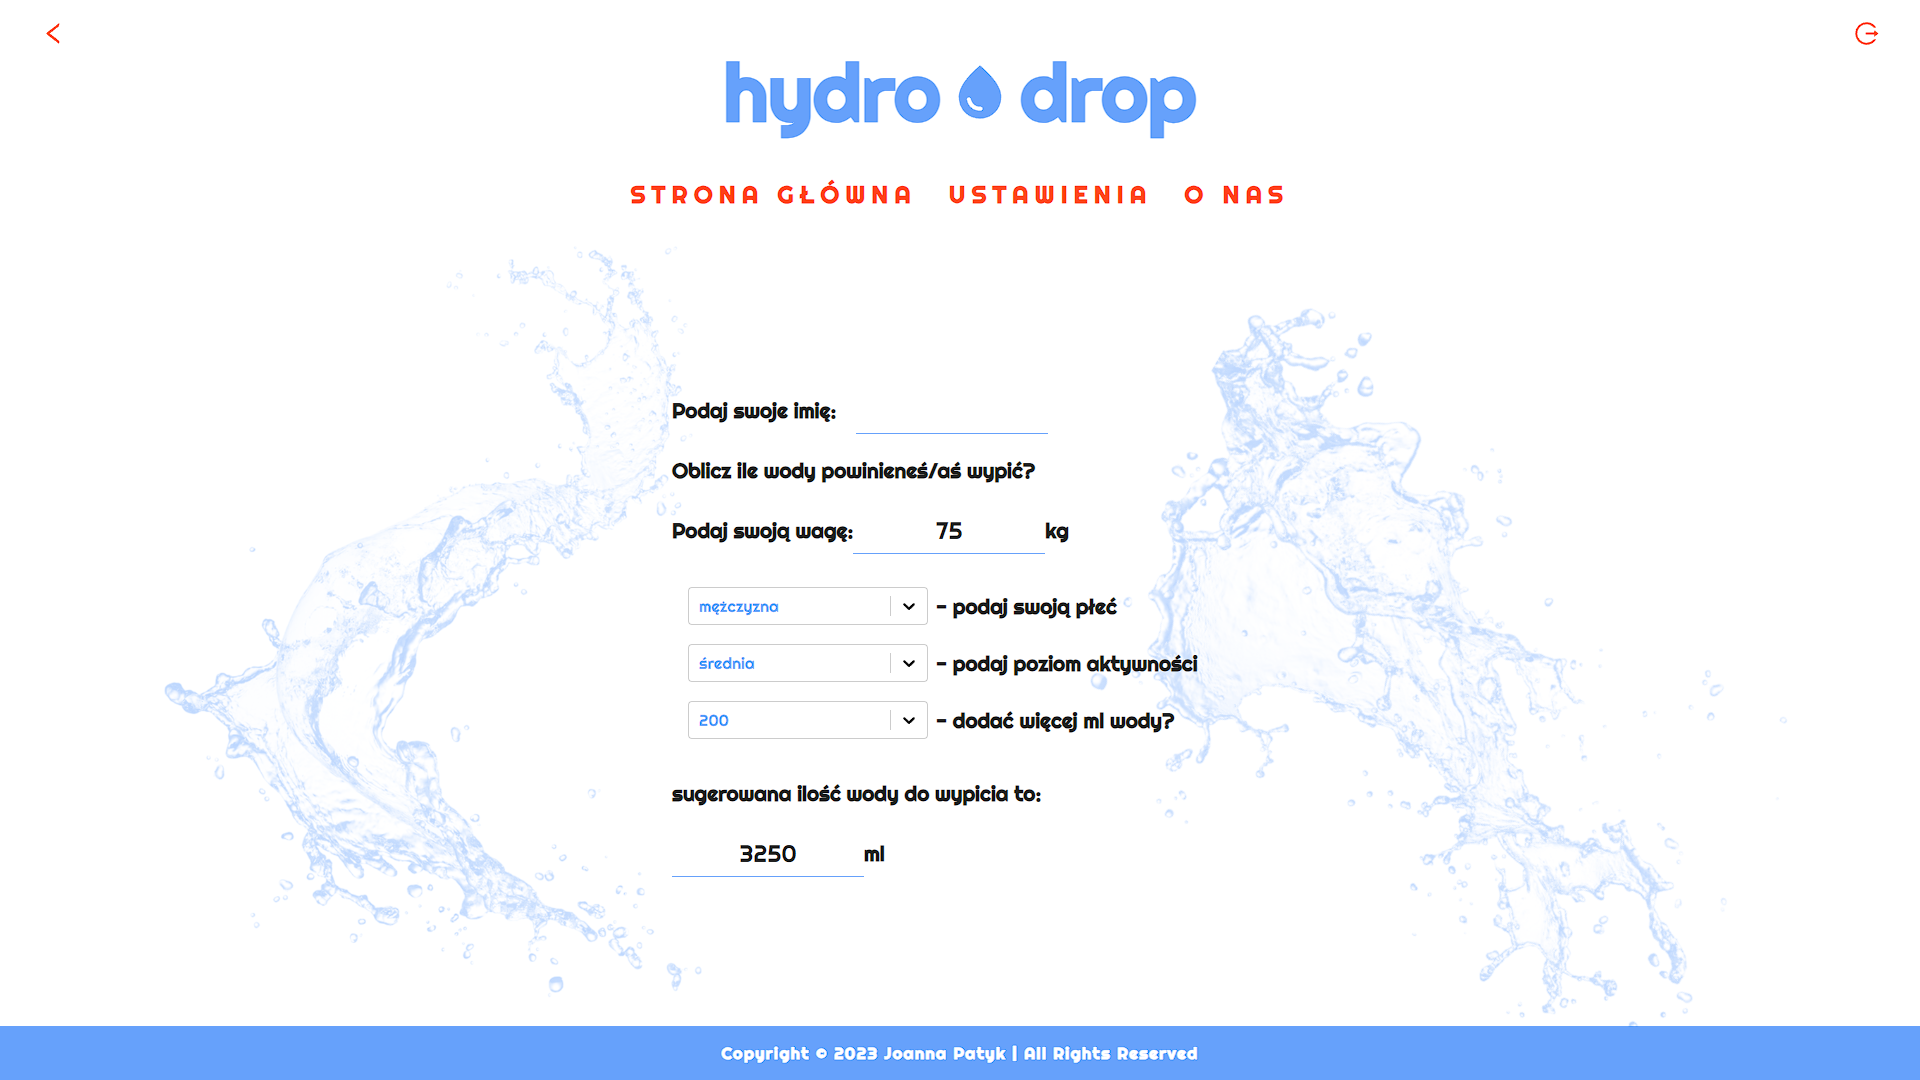 hydro drop
STRONA GŁÓWNA USTAWIENIA O NAS
Podaj swoje imię:
Oblicz ile wody powinieneś/aś wypić?
Podaj swoją wagę: 75 kg
mężczyzna - podaj swoją płeć
średnia - podaj poziom aktywności
200 - dodać więcej ml wody?
sugerowana ilość wody do wypicia to:
3250 ml
Copyright © 2023 Joanna Patyk | All Rights Reserved